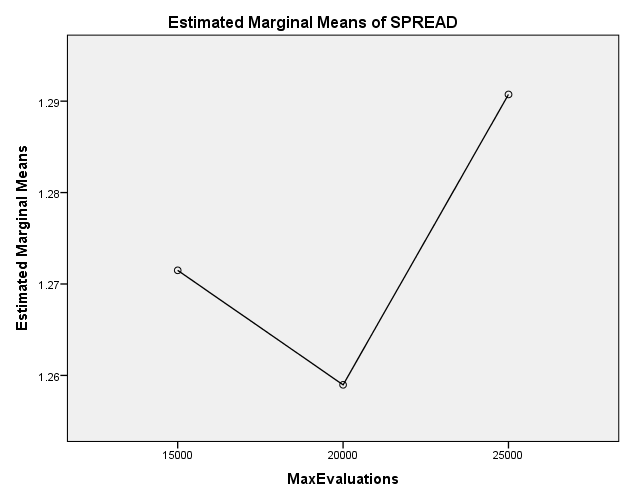 Estimated Marginal Means of SPREAD
Estimated Marginal Means
1.29
1.28
1.27
1.26
15000 20000 25000
MaxEvaluations